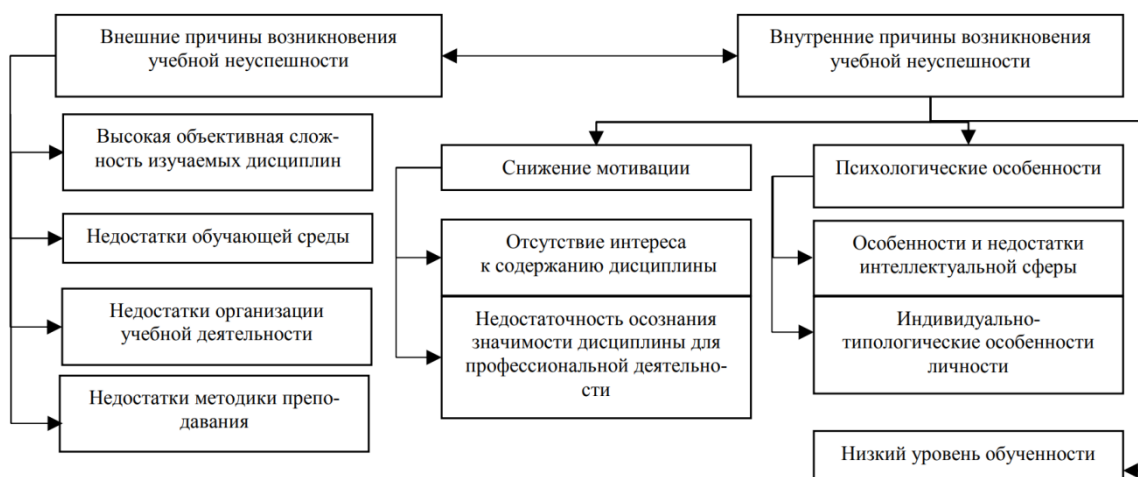 Внешние причины возникновения
учебной неуспешности
Внутренние причины возникновения
учебной неуспешности
Высокая объективная слож-
ность изучаемых дисциплин
Недостатки обучающей среды
Недостатки организации
учебной деятельности
Недостатки методики препо-
давания
Снижение мотивации
Отсутствие интереса
к содержанию дисциплины
Недостаточность осознания
значимости дисциплины для
профессиональной деятельно-
сти
Психологические особенности
Особенности и недостатки
интеллектуальной сферы
Индивидуально-
типологические особенности
личности
Низкий уровень обученности